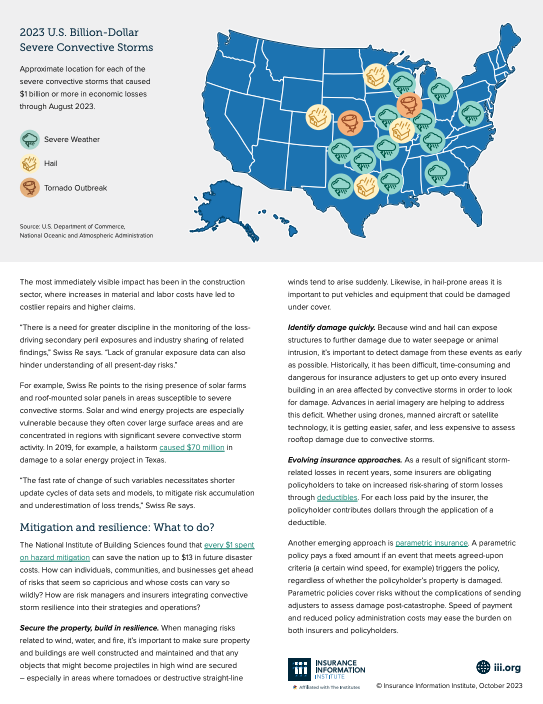 2023 U.S. Billion-Dollar
Severe Convective Storms
Approximate location for each of the
severe convective storms that caused
$1 billion or more in economic losses
through August 2023.
Severe Weather
Hail
Tornado Outbreak
Source: U.S. Department of Commerce,
National Oceanic and Atmospheric Administration
The most immediately visible impact has been in the construction
sector, where increases in material and labor costs have led to
costlier repairs and higher claims.
“There is a need for greater discipline in the monitoring of the loss-
driving secondary peril exposures and industry sharing of related
findings,” Swiss Re says. “Lack of granular exposure data can also
hinder understanding of all present-day risks.”
For example, Swiss Re points to the rising presence of solar farms
and roof-mounted solar panels in areas susceptible to severe
convective storms. Solar and wind energy projects are especially
vulnerable because they often cover large surface areas and are
concentrated in regions with significant severe convective storm
activity. In 2019, for example, a hailstorm caused $70 million in
damage to a solar energy project in Texas.
“The fast rate of change of such variables necessitates shorter
update cycles of data sets and models, to mitigate risk accumulation
and underestimation of loss trends,” Swiss Re says.
Mitigation and resilience: What to do?
The National Institute of Building Sciences found that every $1 spent
on hazard mitigation can save the nation up to $13 in future disaster
costs. How can individuals, communities, and businesses get ahead
of risks that seem so capricious and whose costs can vary so
wildly? How are risk managers and insurers integrating convective
storm resilience into their strategies and operations?
Secure the property, build in resilience. When managing risks
related to wind, water, and fire, it’s important to make sure property
and buildings are well constructed and maintained and that any
objects that might become projectiles in high wind are secured
– especially in areas where tornadoes or destructive straight-line
winds tend to arise suddenly. Likewise, in hail-prone areas it is
important to put vehicles and equipment that could be damaged
under cover.
Identify damage quickly. Because wind and hail can expose
structures to further damage due to water seepage or animal
intrusion, it’s important to detect damage from these events as early
as possible. Historically, it has been difficult, time-consuming and
dangerous for insurance adjusters to get up onto every insured
building in an area affected by convective storms in order to look
for damage. Advances in aerial imagery are helping to address
this deficit. Whether using drones, manned aircraft or satellite
technology, it is getting easier, safer, and less expensive to assess
rooftop damage due to convective storms.
Evolving insurance approaches. As a result of significant storm-
related losses in recent years, some insurers are obligating
policyholders to take on increased risk-sharing of storm losses
through deductibles. For each loss paid by the insurer, the
policyholder contributes dollars through the application of a
deductible.
Another emerging approach is parametric insurance. A parametric
policy pays a fixed amount if an event that meets agreed-upon
criteria (a certain wind speed, for example) triggers the policy,
regardless of whether the policyholder’s property is damaged.
Parametric policies cover risks without the complications of sending
adjusters to assess damage post-catastrophe. Speed of payment
and reduced policy administration costs may ease the burden on
both insurers and policyholders.
INSURANCE
INFORMATION
INSTITUTE
Affiliated with The Institutes
iii.org
© Insurance Information Institute, October 2023